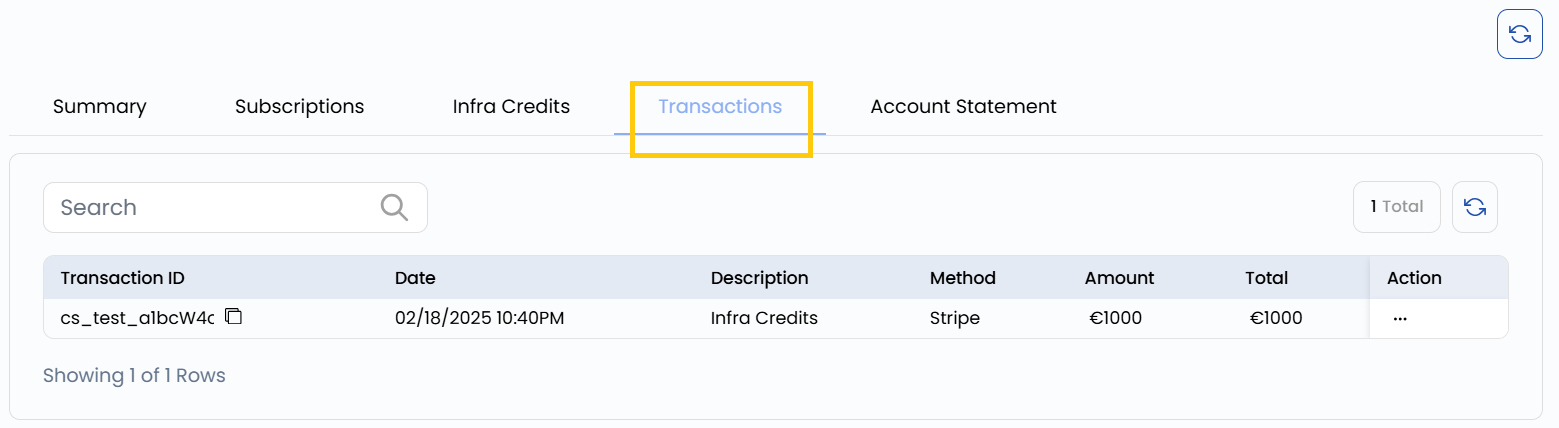 Summary Subscriptions Infra Credits Transactions Account Statement
Search 1 Total
Transaction ID Date Description Method Amount Total Action
cs_test_a1bcW4c 02/18/2025 10:40PM Infra Credits Stripe €1000 €1000 ...
Showing 1 of 1 Rows